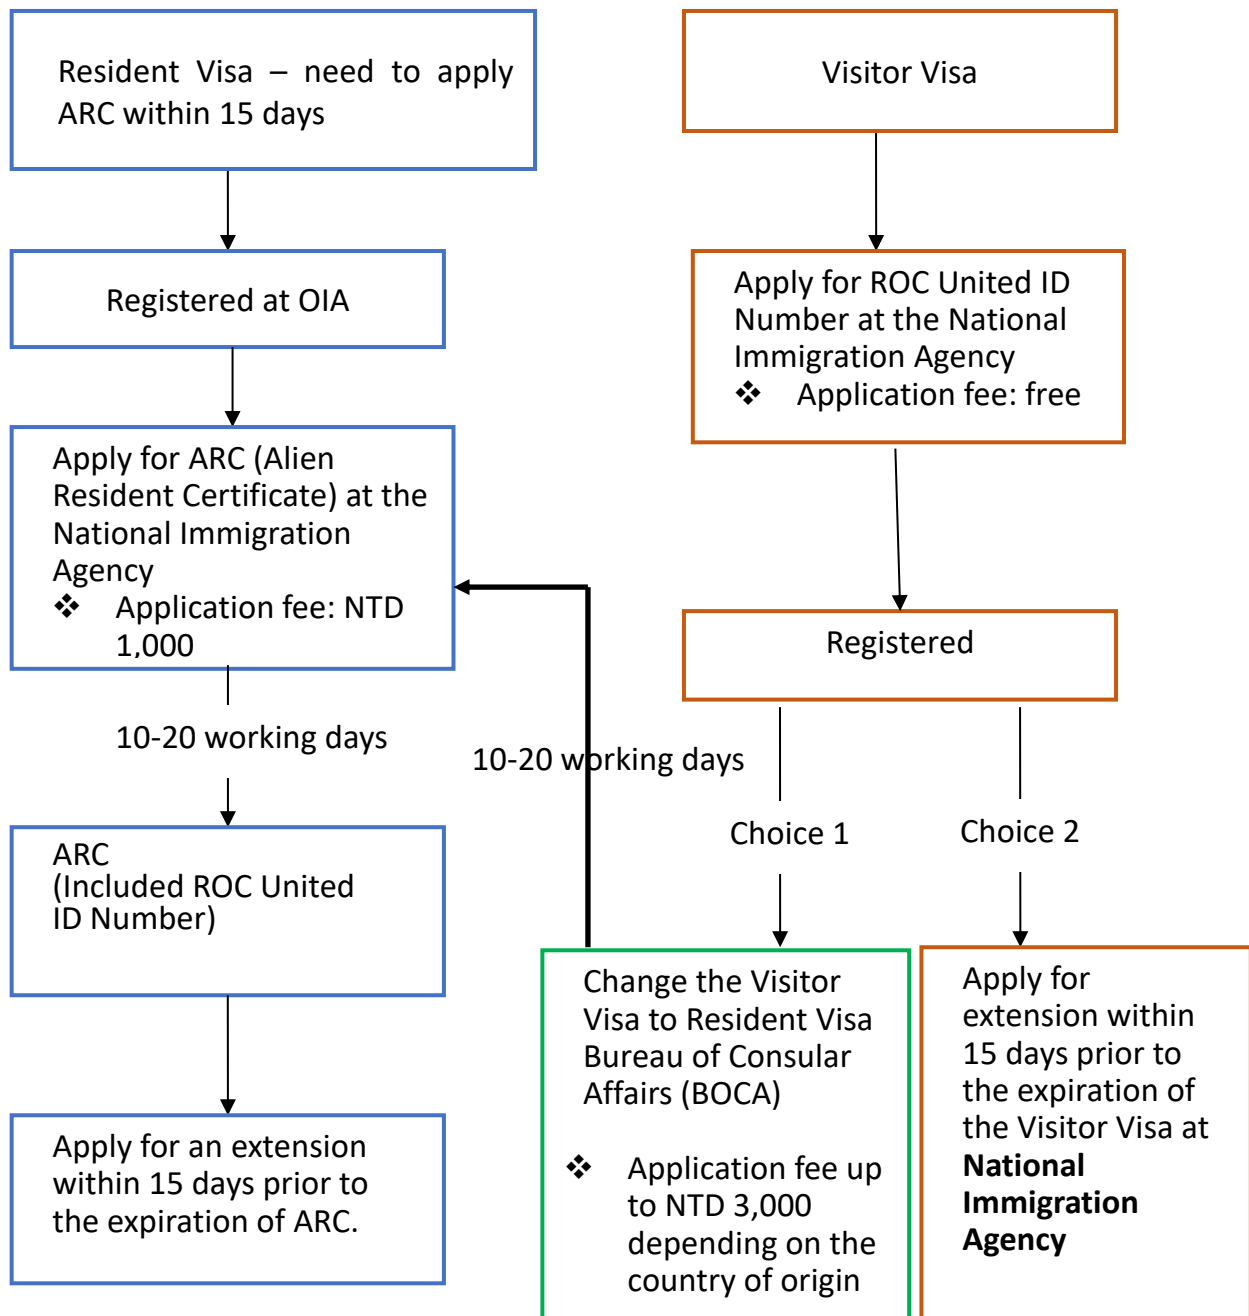 Resident Visa – need to apply
ARC within 15 days
Registered at OIA
Apply for ARC (Alien
Resident Certificate) at the
National Immigration
Agency
❖ Application fee: NTD
1,000
10-20 working days
ARC
(Included ROC United
ID Number)
Apply for an extension
within 15 days prior to
the expiration of ARC.
Visitor Visa
Apply for ROC United ID
Number at the National
Immigration Agency
❖ Application fee: free
Registered
10-20 working days
Choice 1
Choice 2
Change the Visitor
Visa to Resident Visa
Bureau of Consular
Affairs (BOCA)
❖ Application fee up
to NTD 3,000
depending on the
country of origin
Apply for
extension within
15 days prior to
the expiration of
the Visitor Visa at
National
Immigration
Agency